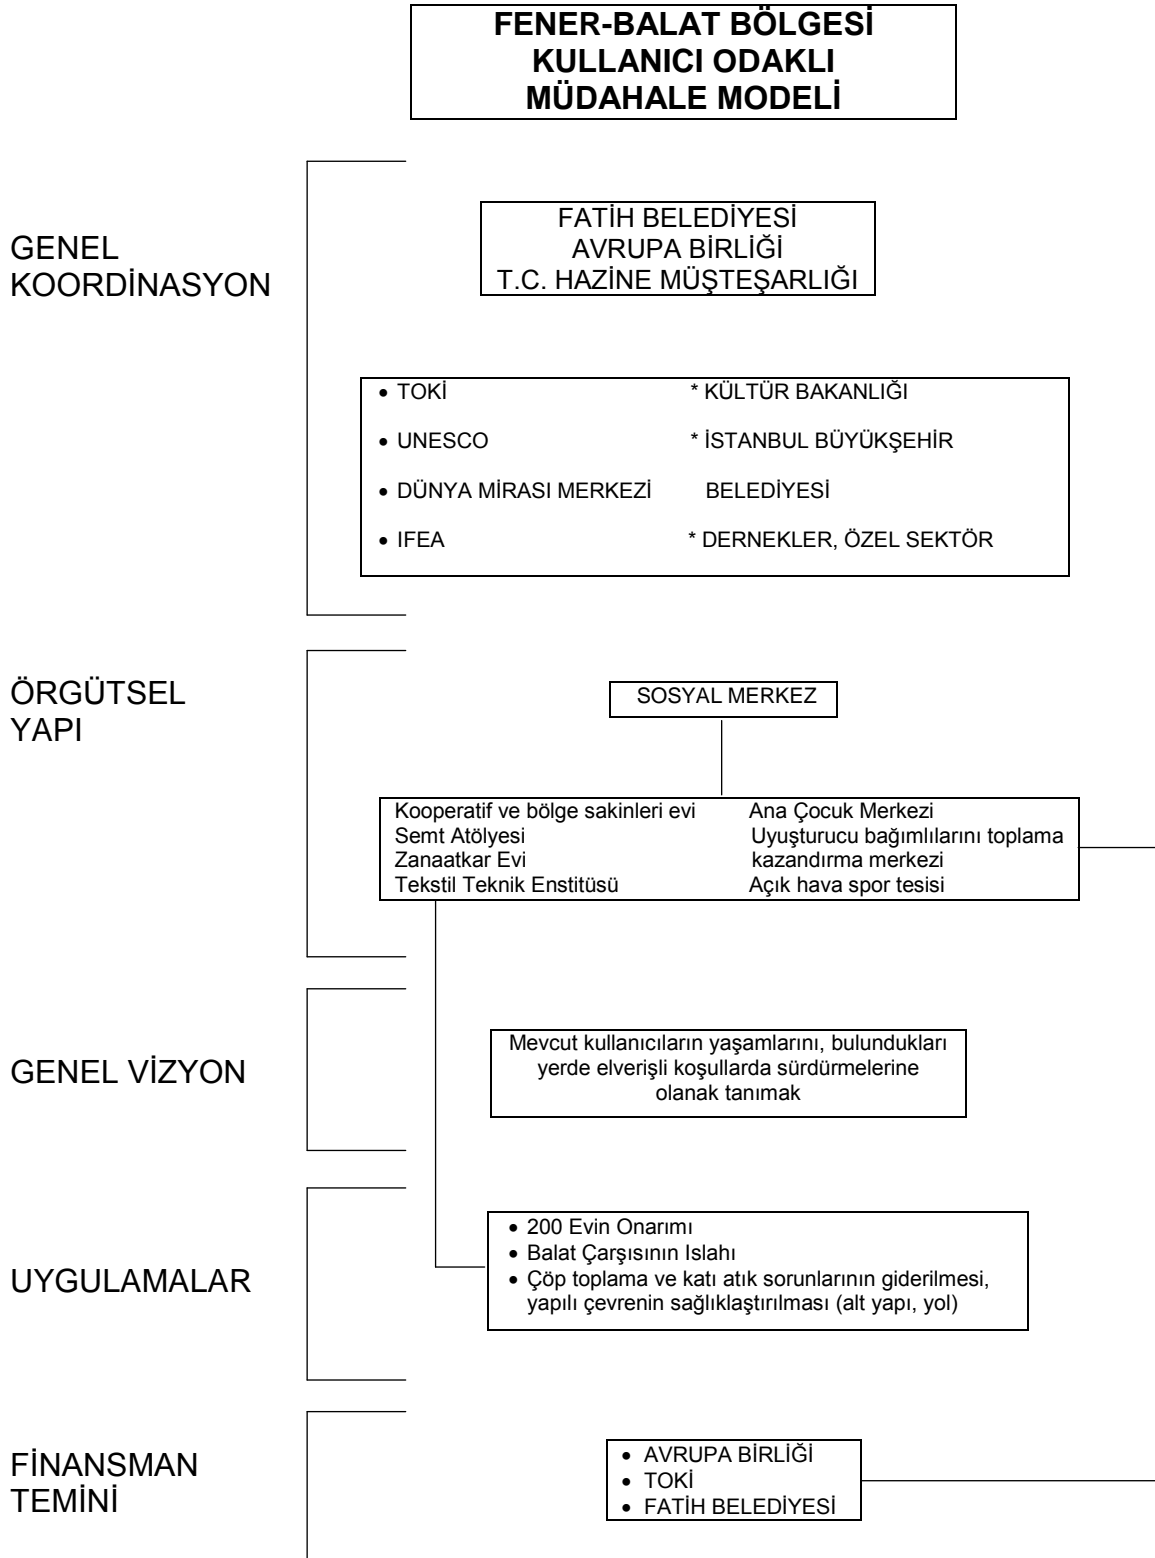 FENER-BALAT BÖLGESİ
KULLANICI ODAKLI
MÜDAHALE MODELİ
GENEL
KOORDİNASYON
FATİH BELEDİYESİ
AVRUPA BİRLİĞİ
T.C. HAZİNE MÜŞTEŞARLIĞI
• TOKİ * KÜLTÜR BAKANLIĞI
• UNESCO * İSTANBUL BÜYÜKŞEHİR
• DÜNYA MİRASI MERKEZİ BELEDİYESİ
• IFEA * DERNEKLER, ÖZEL SEKTÖR
ÖRGÜTSEL
YAPI
SOSYAL MERKEZ
Kooperatif ve bölge sakinleri evi Ana Çocuk Merkezi
Semt Atölyesi Uyuşturucu bağımlılarını toplama
Zanaatkar Evi kazandırma merkezi
Tekstil Teknik Enstitüsü Açık hava spor tesisi
GENEL VİZYON
Mevcut kullanıcıların yaşamlarını, bulundukları
yerde elverişli koşullarda sürdürmelerine
olanak tanımak
UYGULAMALAR
• 200 Evin Onarımı
• Balat Çarşısının Islahı
• Çöp toplama ve katı atık sorunlarının giderilmesi,
yapılı çevrenin sağlıklaştırılması (alt yapı, yol)
FİNANSMAN
TEMİNİ
• AVRUPA BİRLİĞİ
• TOKİ
• FATİH BELEDİYESİ